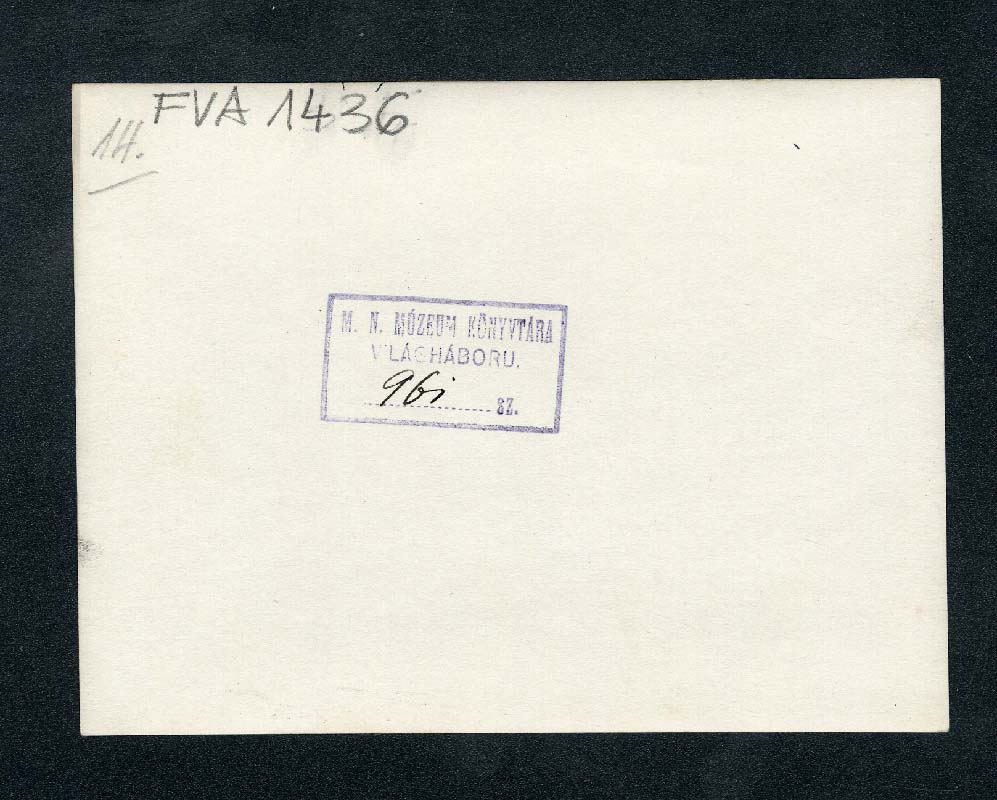 FVA 1436
14.
M. N. MÚZEUM KÖNYVTÁRA
VILÁGHÁBORU.
96i
SZ.